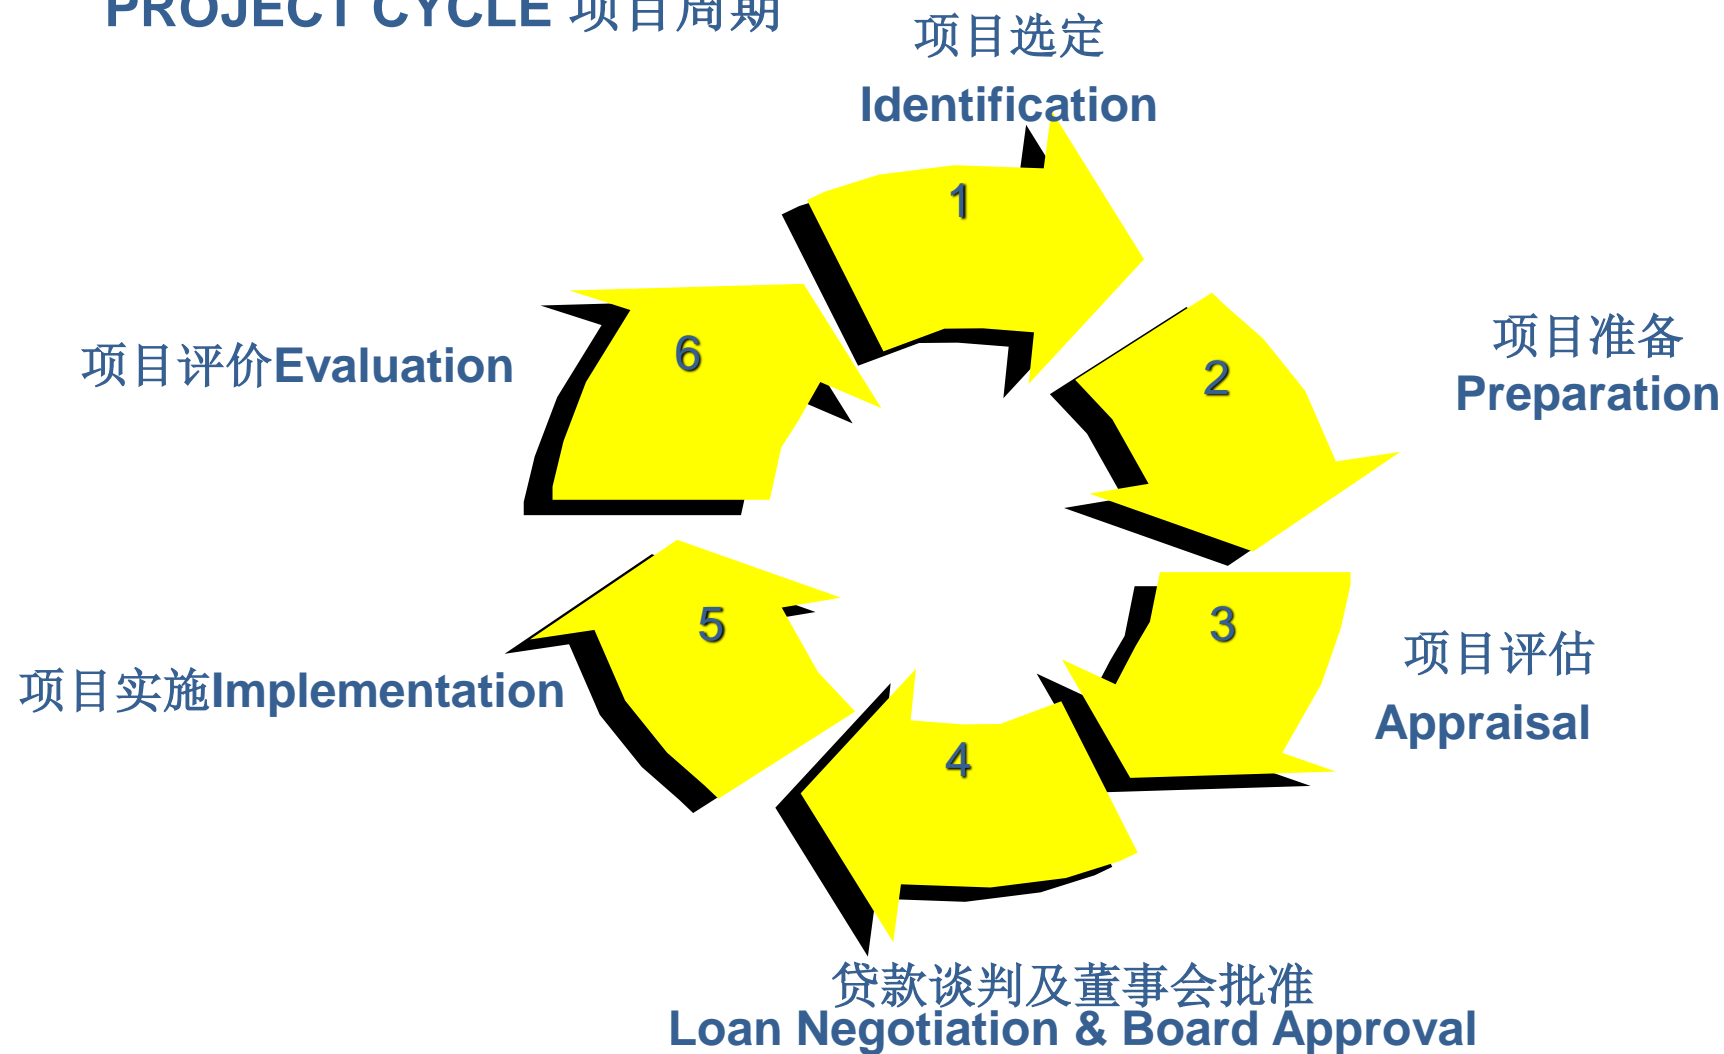 PROJECT CYCLE 项目周期
项目选定
Identification
1
2
项目准备
Preparation
3
项目评估
Appraisal
4
贷款谈判及董事会批准
Loan Negotiation & Board Approval
5
项目实施Implementation
6
项目评价Evaluation